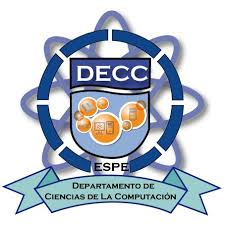 DECC
ESPE
DEPARTAMENTO DE
CIENCIAS DE LA COMPUTACIÓN